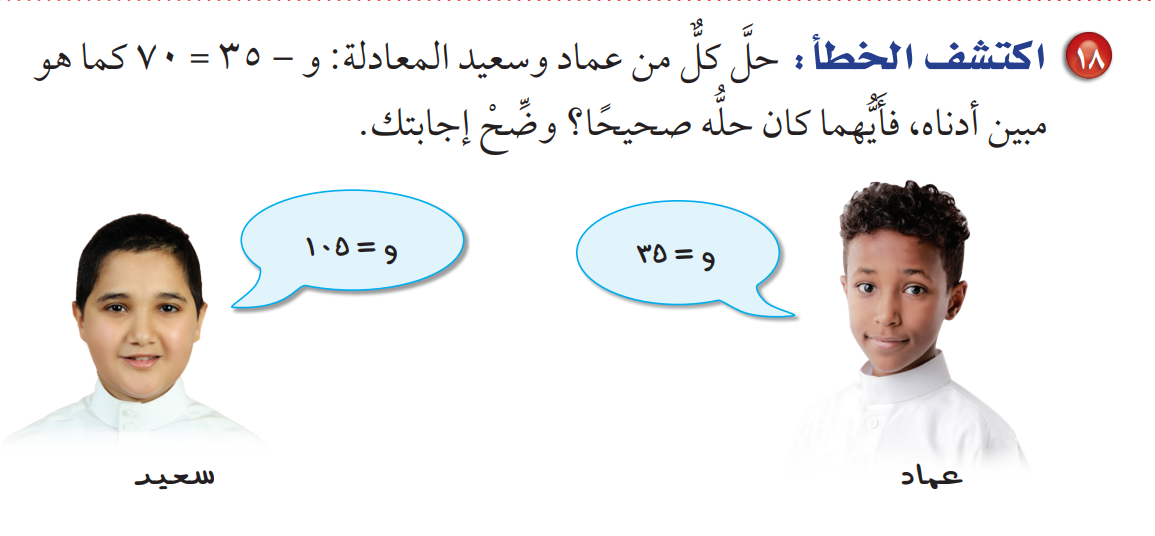 ١٨ اكتشف الخطأ: حلَّ كلٌّ من عماد وسعيد المعادلة: و – ٣٥ = ٧٠ كما هو
مبين أدناه، فأَيُّهما كان حلُّه صحيحًا؟ وضِّحْ إجابتك.
و = ٣٥
و = ١٠٥
عماد
سعيد